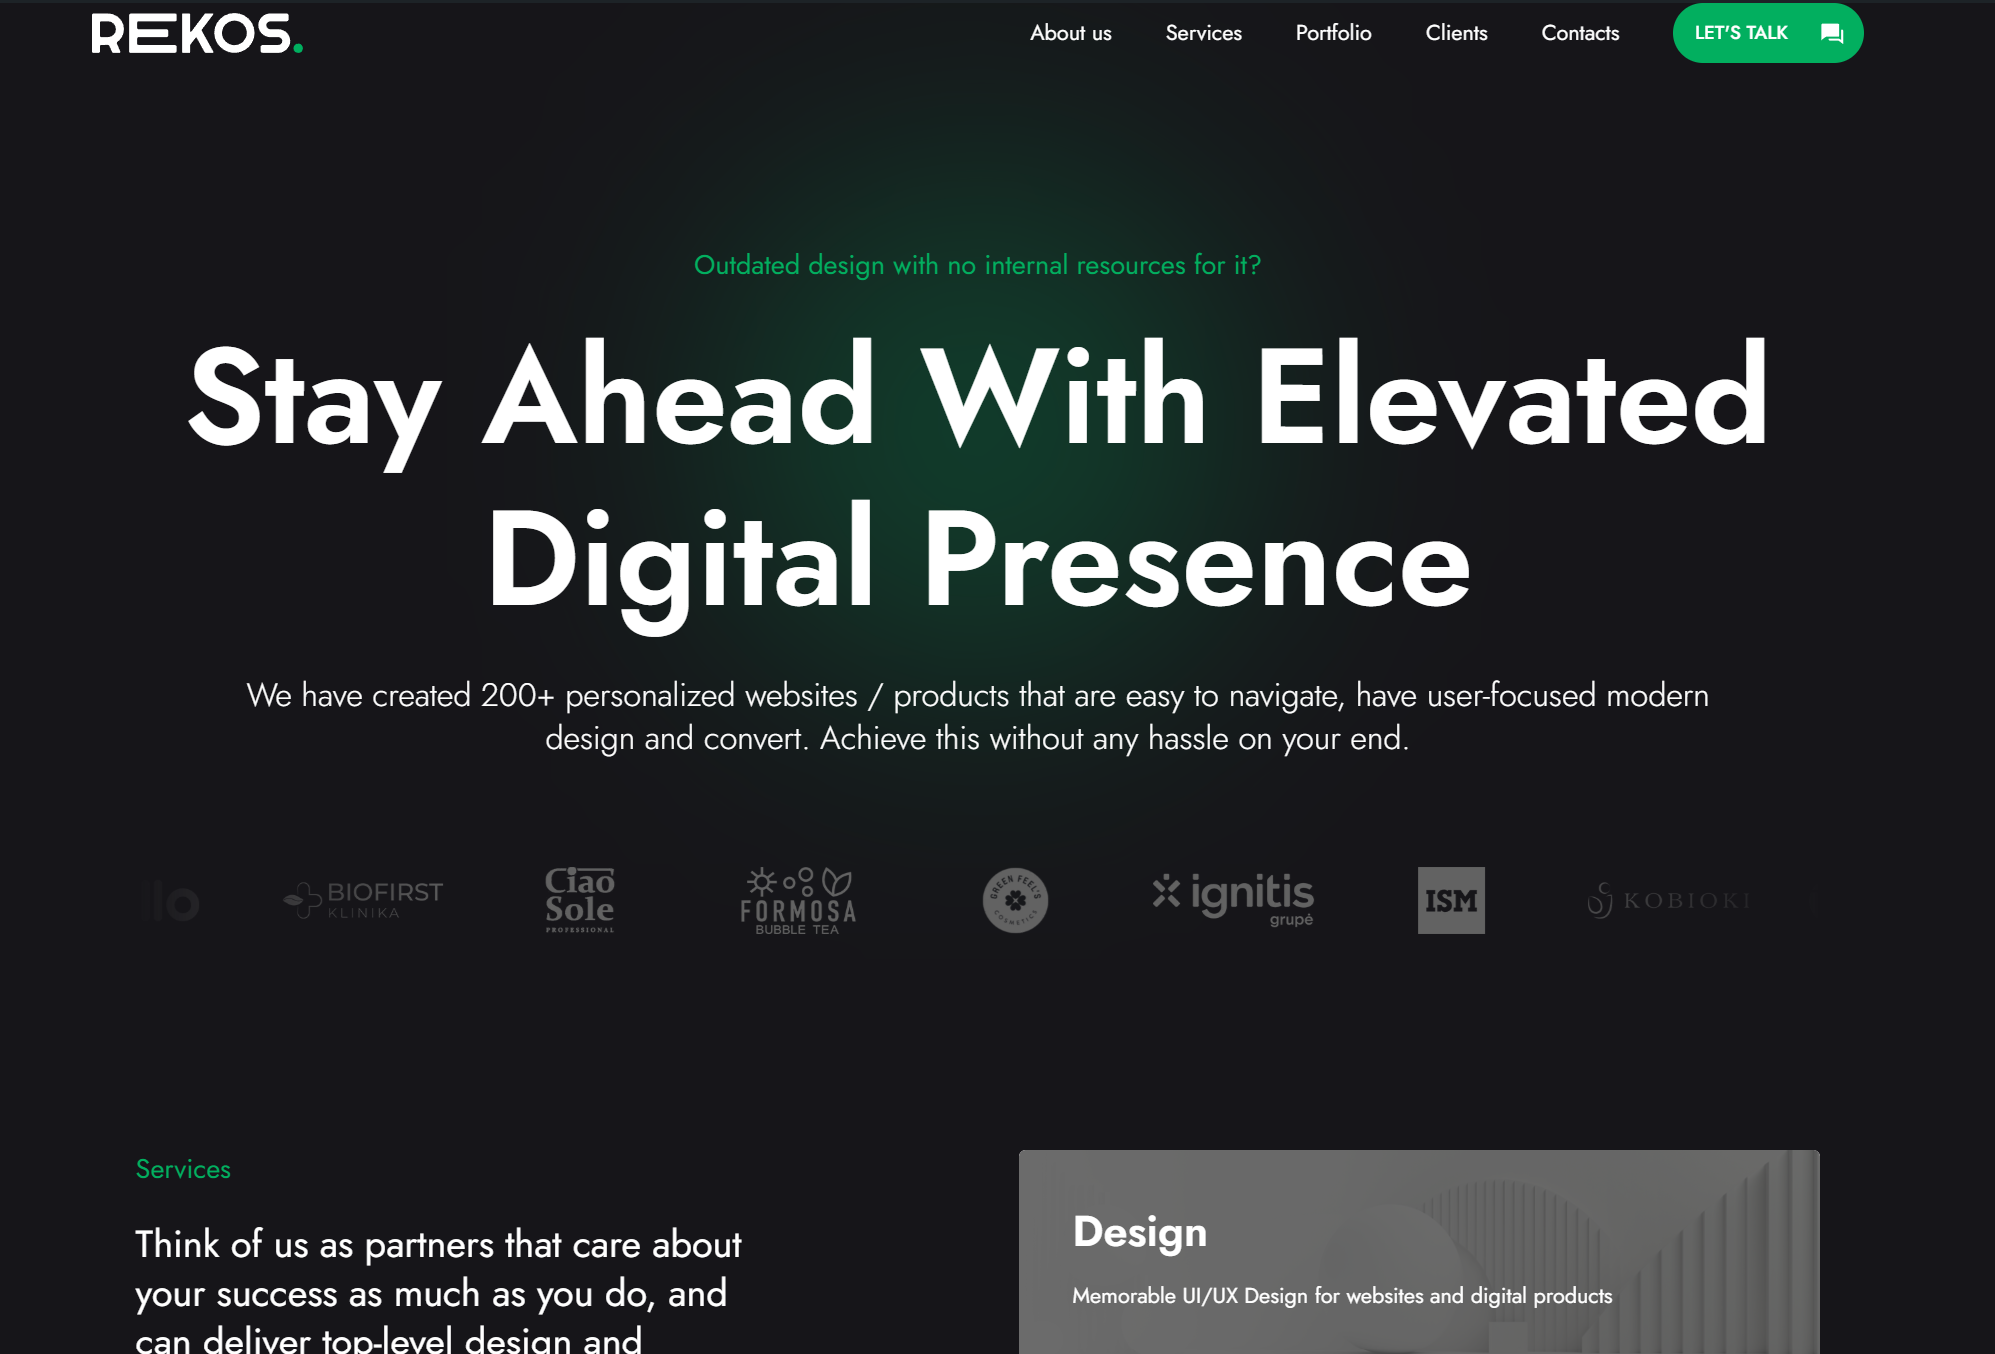 REKOS.
About us
Services
Portfolio
Clients
Contacts
LET'S TALK
Outdated design with no internal resources for it?
Stay Ahead With Elevated
Digital Presence
We have created 200+ personalized websites / products that are easy to navigate, have user-focused modern
design and convert. Achieve this without any hassle on your end.
BIOFIRST
KLINIKA
Ciao
Sole
PROFESSIONAL
FORMOSA
BUBBLE TEA
GREEN FEEL'S
COSMETICS
ignitis
grupė
ISM
KOBIOKI
Services
Think of us as partners that care about
your success as much as you do, and
can deliver top-level design and
Design
Memorable UI/UX Design for websites and digital products